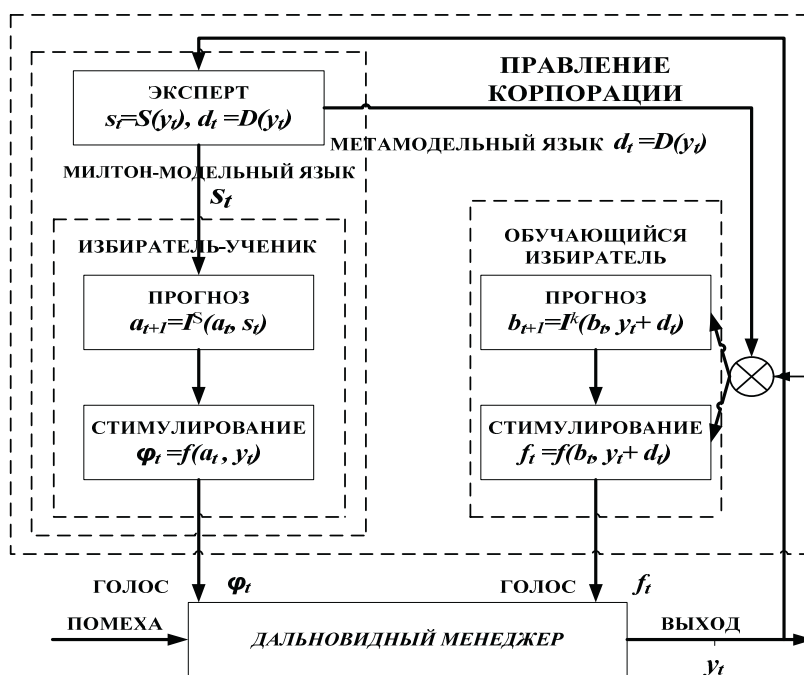 ПРАВЛЕНИЕ
КОРПОРАЦИИ
ЭКСПЕРТ
s_t=S(y_t), d_t=D(y_t)
МЕТАМОДЕЛЬНЫЙ ЯЗЫК d_t=D(y_t)
МИЛТОН-МОДЕЛЬНЫЙ ЯЗЫК
s_t
ИЗБИРАТЕЛЬ-УЧЕНИК
ПРОГНОЗ
a_{t+1}=I^S(a_t, s_t)
СТИМУЛИРОВАНИЕ
φ_t=f(a_t, y_t)
ОБУЧАЮЩИЙСЯ
ИЗБИРАТЕЛЬ
ПРОГНОЗ
b_{t+1}=I^k(b_t, y_t+ d_t)
СТИМУЛИРОВАНИЕ
f_t=f(b_t, y_t+ d_t)
ГОЛОС φ_t
ГОЛОС f_t
ПОМЕХА
ДАЛЬНОВИДНЫЙ МЕНЕДЖЕР
ВЫХОД
y_t